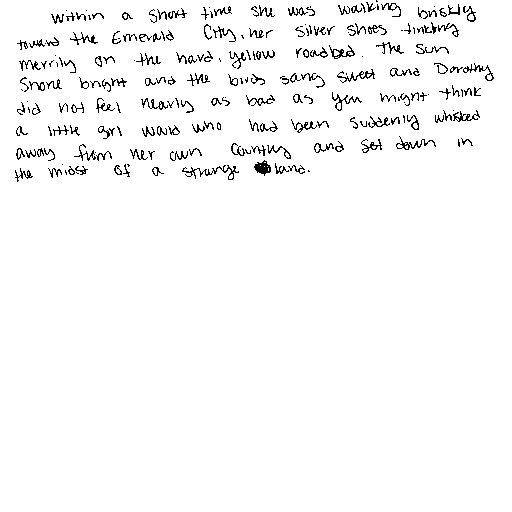 Within a short time she was walking briskly
toward the Emerald City, her silver shoes tinkling
merrily on the hard, yellow roadbed. The sun
shone bright and the birds sang sweet and Dorothy
did not feel nearly as bad as you might think
a little girl would who had been suddenly whisked
away from her own country and set down in
the midst of a strange land.